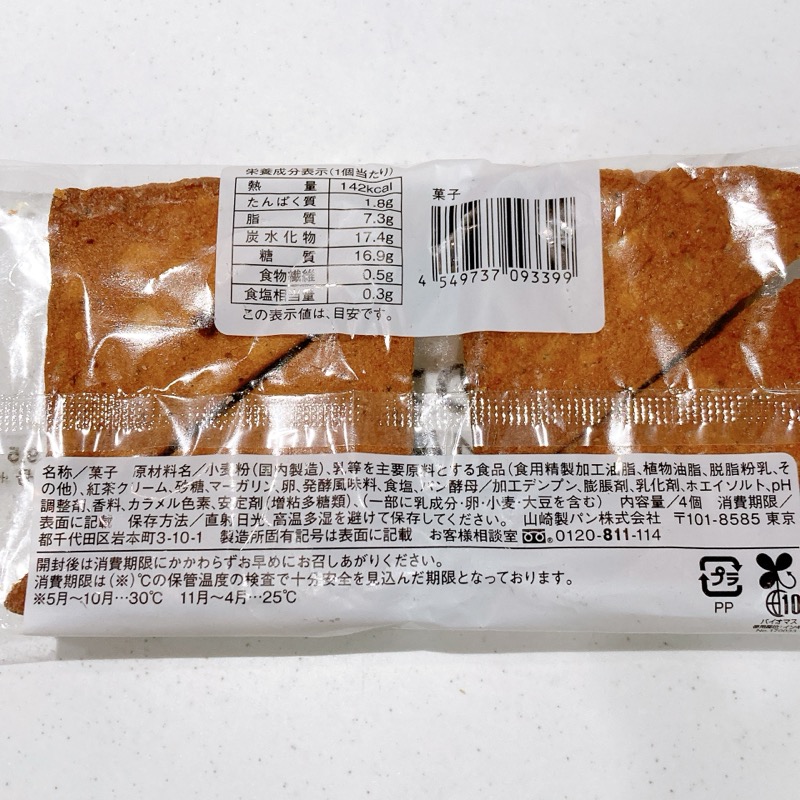 栄養成分表示(1個当たり)
熱量 142kcal
たんぱく質 1.8g
脂質 7.3g
炭水化物 17.4g
糖質 16.9g
食物繊維 0.5g
食塩相当量 0.3g
この表示値は、目安です。
菓子
4 549737 093399
名称/菓子 原材料名/小麦粉(国内製造)、乳等を主要原料とする食品(食用精製加工油脂、植物油脂、脱脂粉乳、そ
の他)、紅茶クリーム、砂糖、マーガリン、卵、発酵風味料、食塩、パン酵母/加工デンプン、膨脹剤、乳化剤、ホエイソルト、pH
調整剤、香料、カラメル色素、安定剤(増粘多糖類)、(一部に乳成分・卵・小麦・大豆を含む) 内容量/4個 消費期限/
表面に記載 保存方法/直射日光、高温多湿を避けて保存してください。 山崎製パン株式会社 〒101-8585 東京
都千代田区岩本町3-10-1 製造所固有記号は表面に記載 お客様相談室 0120-811-114
開封後は消費期限にかかわらずお早めにお召しあがりください。
消費期限は(※)℃の保管温度の検査で十分安全を見込んだ期限となっております。
※5月〜10月…30℃ 11月〜4月…25℃
プラ
PP
10
バイオマス